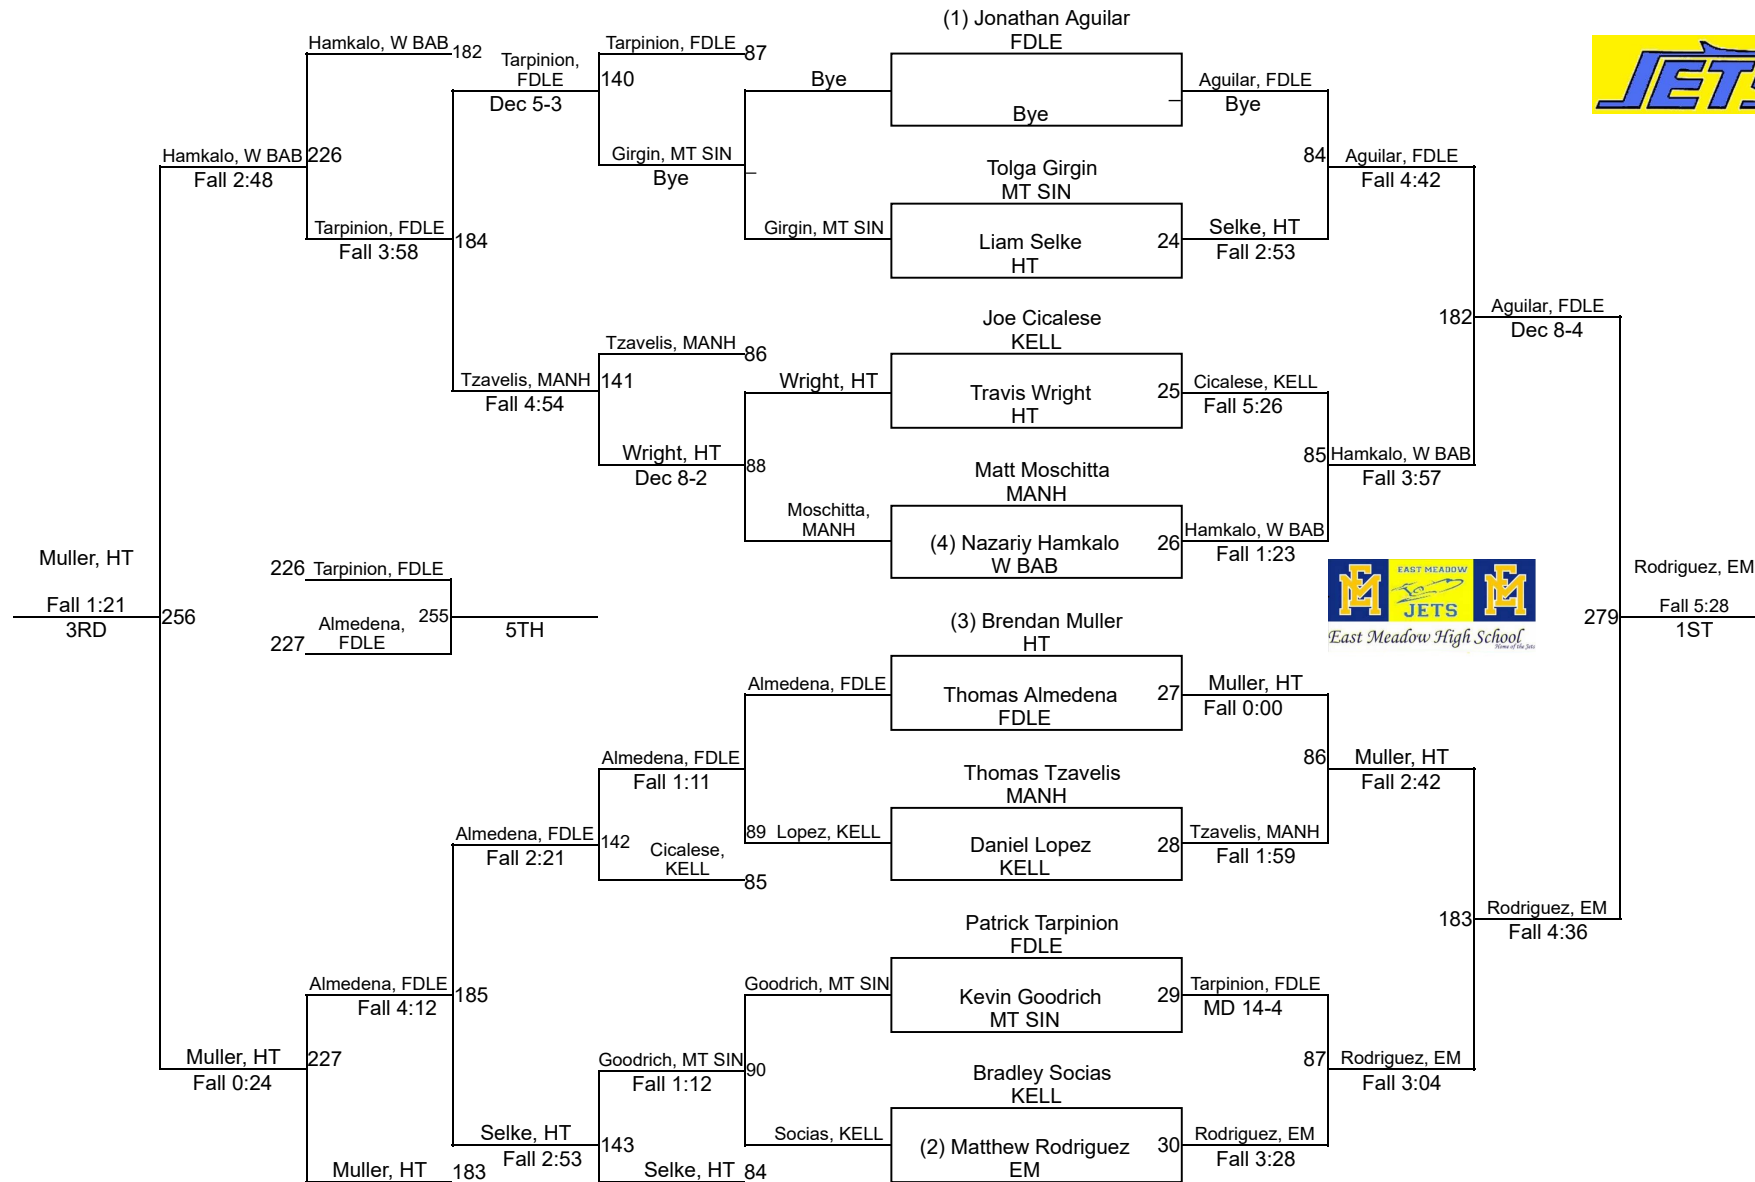 (1) Jonathan Aguilar
FDLE
Hamkalo, W BAB
182
Tarpinion,
FDLE
140
Dec 5-3
Tarpinion, FDLE
87
Bye
Bye
Aguilar, FDLE
Bye
JETS
Hamkalo, W BAB
226
Fall 2:48
Girgin, MT SIN
Bye
Tolga Girgin
MT SIN
84
Aguilar, FDLE
Fall 4:42
Tarpinion, FDLE
184
Fall 3:58
Girgin, MT SIN
Liam Selke
HT
24
Selke, HT
Fall 2:53
Joe Cicalese
KELL
182
Aguilar, FDLE
Dec 8-4
Tzavelis, MANH
86
Tzavelis, MANH
141
Fall 4:54
Wright, HT
Travis Wright
HT
25
Cicalese, KELL
Fall 5:26
Wright, HT
Dec 8-2
88
Matt Moschitta
MANH
85
Hamkalo, W BAB
Fall 3:57
Moschitta,
MANH
(4) Nazariy Hamkalo
W BAB
26
Hamkalo, W BAB
Fall 1:23
Muller, HT
Fall 1:21
3RD
256
226
Tarpinion, FDLE
227
Almedena,
FDLE
255
5TH
(3) Brendan Muller
HT
EM
EAST MEADOW
JETS
EM
East Meadow High School
Home of the Jets
Rodriguez, EM
279
Fall 5:28
1ST
Almedena, FDLE
Thomas Almedena
FDLE
27
Muller, HT
Fall 0:00
Almedena, FDLE
Fall 1:11
Thomas Tzavelis
MANH
86
Muller, HT
Fall 2:42
Almedena, FDLE
142
Fall 2:21
Cicalese,
KELL
85
89
Lopez, KELL
Daniel Lopez
KELL
28
Tzavelis, MANH
Fall 1:59
Patrick Tarpinion
FDLE
183
Rodriguez, EM
Fall 4:36
Almedena, FDLE
185
Fall 4:12
Goodrich, MT SIN
Kevin Goodrich
MT SIN
29
Tarpinion, FDLE
MD 14-4
Muller, HT
227
Fall 0:24
Goodrich, MT SIN
90
Fall 1:12
Bradley Socias
KELL
87
Rodriguez, EM
Fall 3:04
Selke, HT
143
Fall 2:53
Socias, KELL
(2) Matthew Rodriguez
EM
30
Rodriguez, EM
Fall 3:28
Muller, HT
183
Selke, HT
84